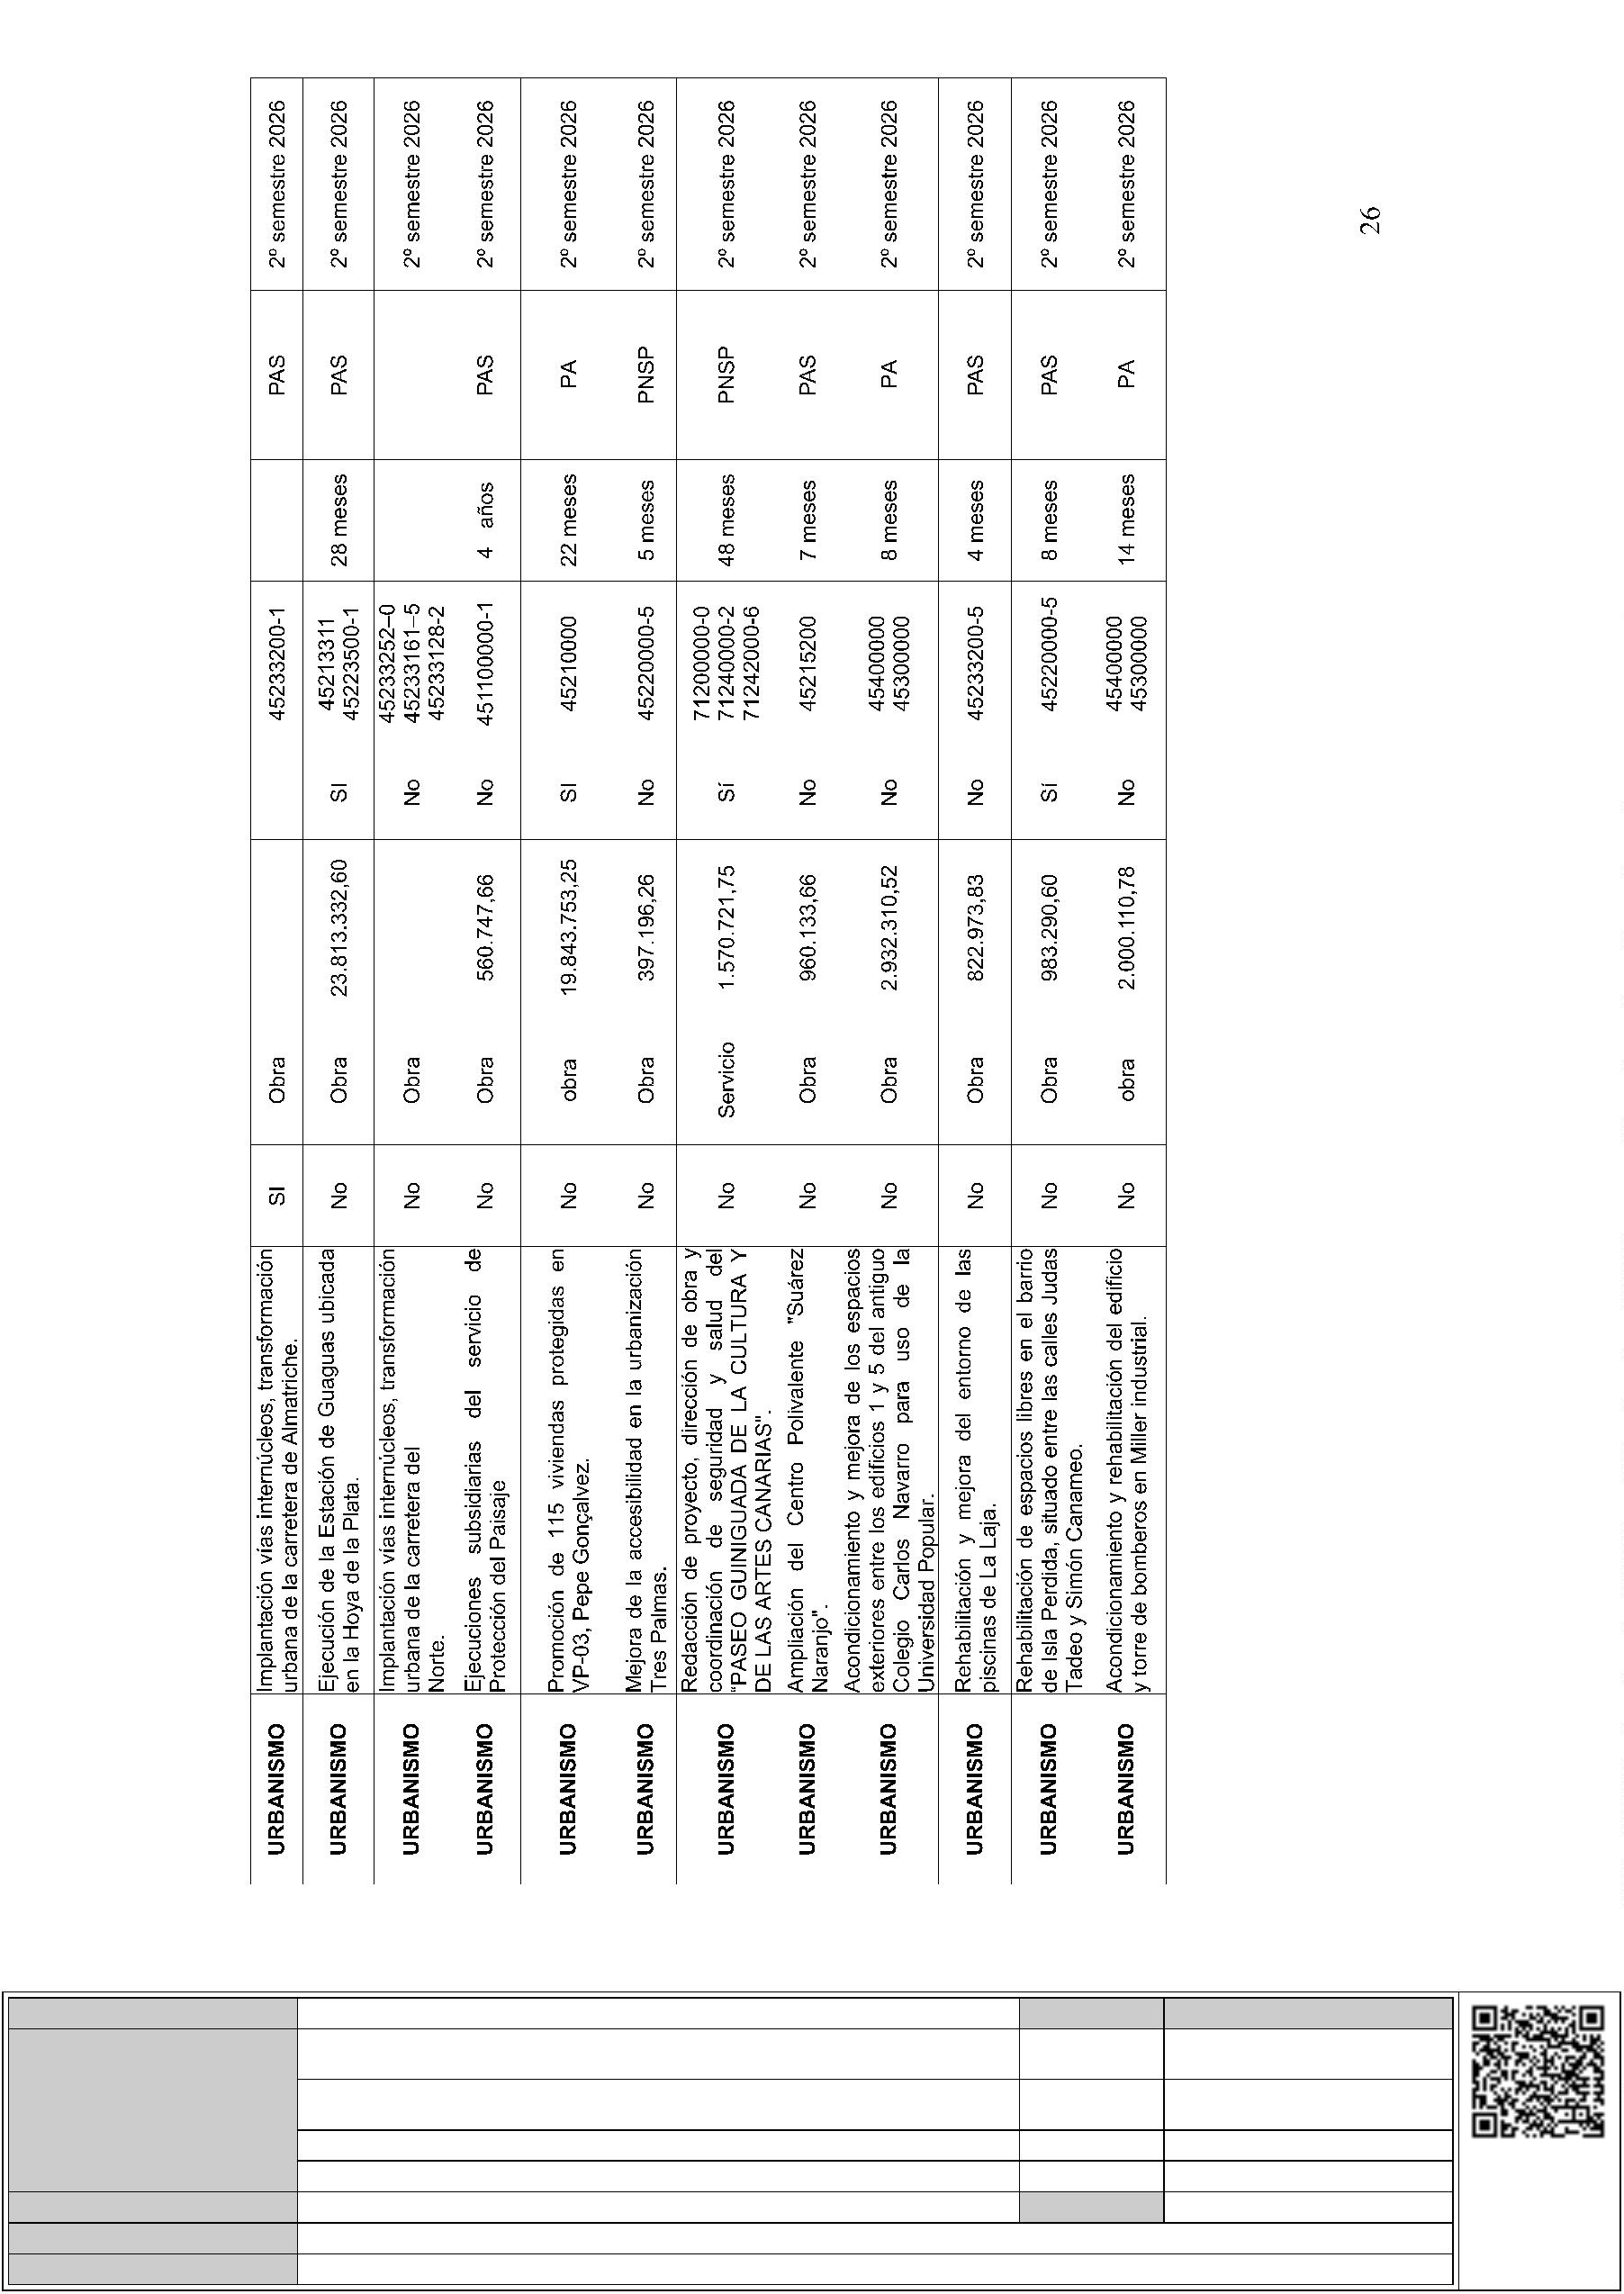 URBANISMO Implantación vías internúcleos, transformación SI Obra 45233200-1 PAS 2º semestre 2026
urbana de la carretera de Almatriche.
URBANISMO Ejecución de la Estación de Guaguas ubicada No Obra 23.813.332,60 SI 45213311 28 meses PAS 2º semestre 2026
en la Hoya de la Plata. 45223500-1
Implantación vías internúcleos, transformación 45233252–0
URBANISMO urbana de la carretera del No Obra No 45233161–5 2º semestre 2026
Norte. 45233128-2
URBANISMO Ejecuciones subsidiarias del servicio de No Obra 560.747,66 No 45110000-1 4 años PAS 2º semestre 2026
Protección del Paisaje
URBANISMO Promoción de 115 viviendas protegidas en No obra 19.843.753,25 SI 45210000 22 meses PA 2º semestre 2026
VP-03, Pepe Gonçalvez.
URBANISMO Mejora de la accesibilidad en la urbanización No Obra 397.196,26 No 45220000-5 5 meses PNSP 2º semestre 2026
Tres Palmas.
Redacción de proyecto, dirección de obra y 71200000-0
URBANISMO coordinación de seguridad y salud del No Servicio 1.570.721,75 Sí 71240000-2 48 meses PNSP 2º semestre 2026
“PASEO GUINIGUADA DE LA CULTURA Y 71242000-6
DE LAS ARTES CANARIAS".
URBANISMO Ampliación del Centro Polivalente "Suárez No Obra 960.133,66 No 45215200 7 meses PAS 2º semestre 2026
Naranjo".
Acondicionamiento y mejora de los espacios
URBANISMO exteriores entre los edificios 1 y 5 del antiguo No Obra 2.932.310,52 No 45400000 8 meses PA 2º semestre 2026
Colegio Carlos Navarro para uso de la 45300000
Universidad Popular.
URBANISMO Rehabilitación y mejora del entorno de las No Obra 822.973,83 No 45233200-5 4 meses PAS 2º semestre 2026
piscinas de La Laja.
Rehabilitación de espacios libres en el barrio
URBANISMO de Isla Perdida, situado entre las calles Judas No Obra 983.290,60 Sí 45220000-5 8 meses PAS 2º semestre 2026
Tadeo y Simón Cananeo.
URBANISMO Acondicionamiento y rehabilitación del edificio No obra 2.000.110,78 No 45400000 14 meses PA 2º semestre 2026
y torre de bomberos en Miller industrial. 45300000
26